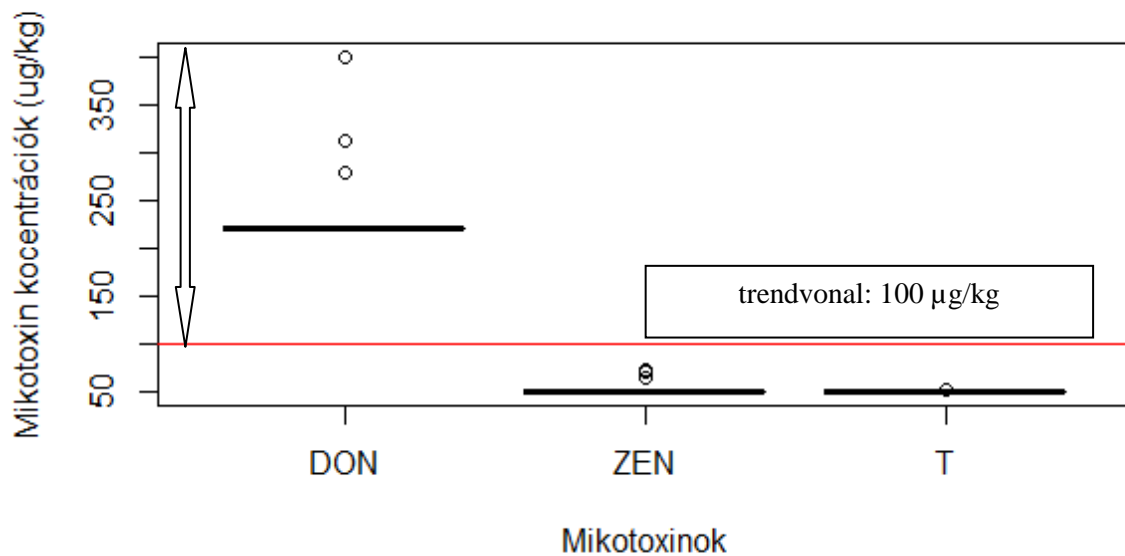 Mikotoxin kocentrációk (ug/kg)
350
250
150
50
trendvonal: 100 µg/kg
DON
ZEN
T
Mikotoxinok